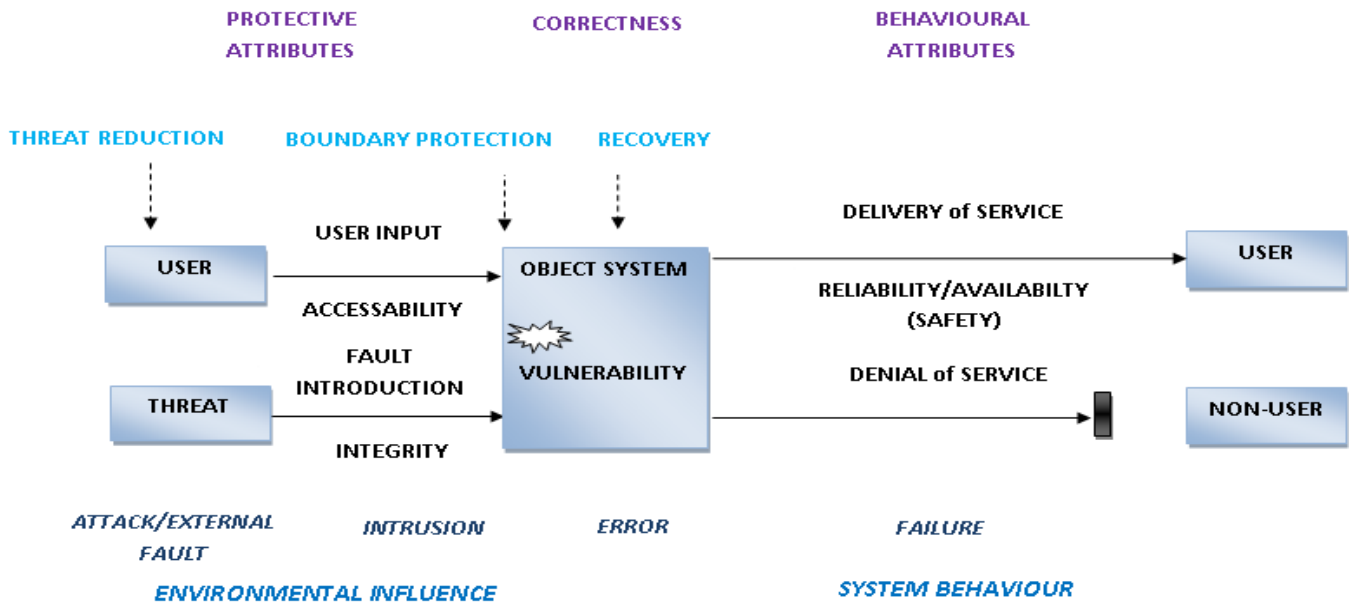 PROTECTIVE
ATTRIBUTES
CORRECTNESS
BEHAVIOURAL
ATTRIBUTES
THREAT REDUCTION
BOUNDARY PROTECTION
RECOVERY
USER
USER INPUT
ACCESSABILITY
OBJECT SYSTEM
DELIVERY of SERVICE
RELIABILITY/AVAILABILTY
(SAFETY)
USER
THREAT
FAULT
INTRODUCTION
INTEGRITY
VULNERABILITY
DENIAL of SERVICE
NON-USER
ATTACK/EXTERNAL
FAULT
INTRUSION
ERROR
FAILURE
ENVIRONMENTAL INFLUENCE
SYSTEM BEHAVIOUR